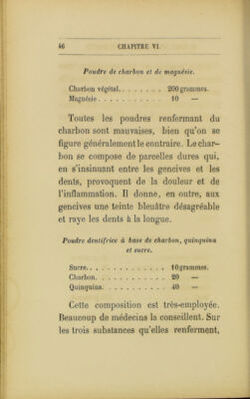 46 CHAPITRE VI.
Poudre de charbon et de magnésie.
Charbon végétal. . . . . . . . . 200 grammes.
Magnésie . . . . . . . . . . . 10 —
Toutes les poudres renfermant du
charbon sont mauvaises, bien qu'on se
figure généralement le contraire. Le char-
bon se compose de parcelles dures qui,
en s'insinuant entre les gencives et les
dents, provoquent de la douleur et de
l'inflammation. Il donne, en outre, aux
gencives une teinte bleuâtre désagréable
et raye les dents à la longue.
Poudre dentifrice à base de charbon, quinquina
et sucre.
Sucre. . . . . . . . . . . . . 10 grammes.
Charbon. . . . . . . . . . . . 20 —
Quinquina. . . . . . . . . . . 40 —
Cette composition est très-employée.
Beaucoup de médecins la conseillent. Sur
les trois substances qu'elles renferment,